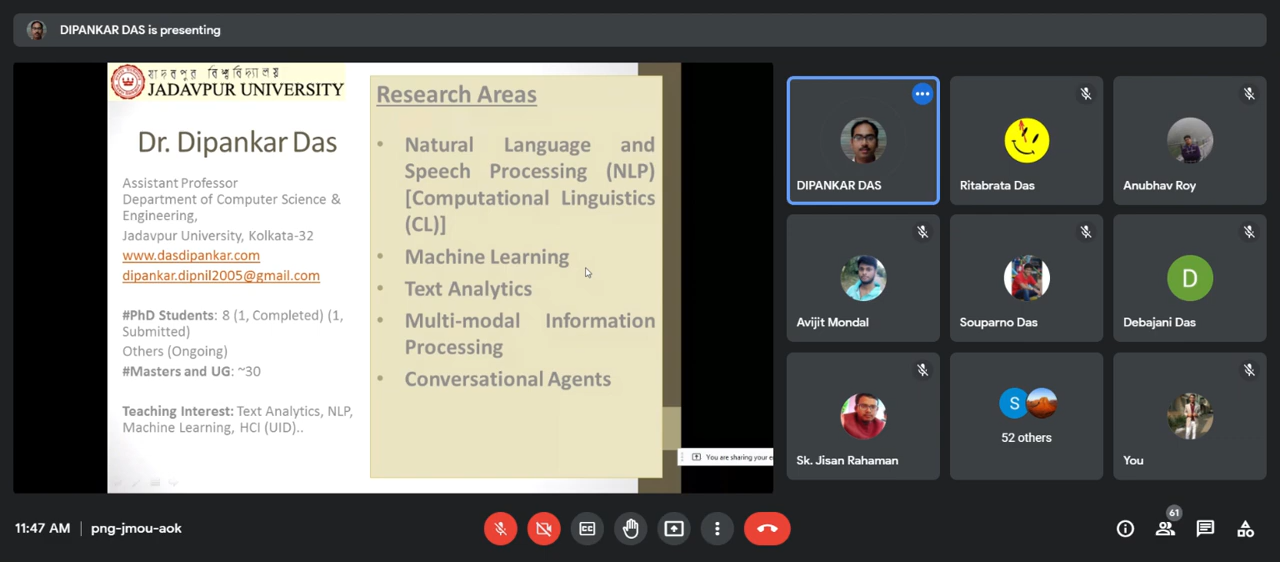 DIPANKAR DAS is presenting
যাদবপুর বিশ্ববিদ্যালয়
JADAVPUR UNIVERSITY
Dr. Dipankar Das
Assistant Professor
Department of Computer Science &
Engineering,
Jadavpur University, Kolkata-32
www.dasdipankar.com
dipankar.dipnil2005@gmail.com
#PhD Students: 8 (1, Completed) (1,
Submitted)
Others (Ongoing)
#Masters and UG: ~30
Teaching Interest: Text Analytics, NLP,
Machine Learning, HCI (UID)..
Research Areas
• Natural Language and
Speech Processing (NLP)
[Computational Linguistics
(CL)]
• Machine Learning
• Text Analytics
• Multi-modal Information
Processing
• Conversational Agents
You are sharing your e
DIPANKAR DAS
Ritabrata Das
Anubhav Roy
Avijit Mondal
Souparno Das
D
Debajani Das
Sk. Jisan Rahaman
S
52 others
You
11:47 AM | png-jmou-aok
CC
61